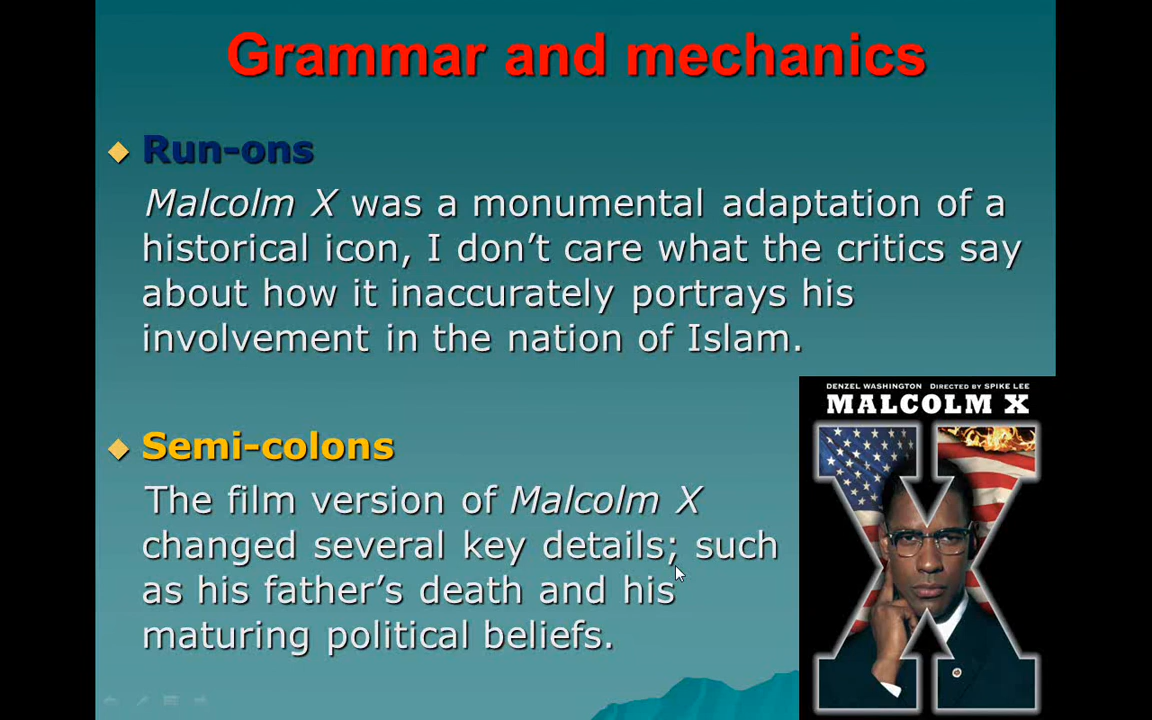 Grammar and mechanics
Run-ons
Malcolm X was a monumental adaptation of a
historical icon, I don’t care what the critics say
about how it inaccurately portrays his
involvement in the nation of Islam.
Semi-colons
The film version of Malcolm X
changed several key details; such
as his father’s death and his
maturing political beliefs.
DENZEL WASHINGTON DIRECTED BY SPIKE LEE
MALCOLM X